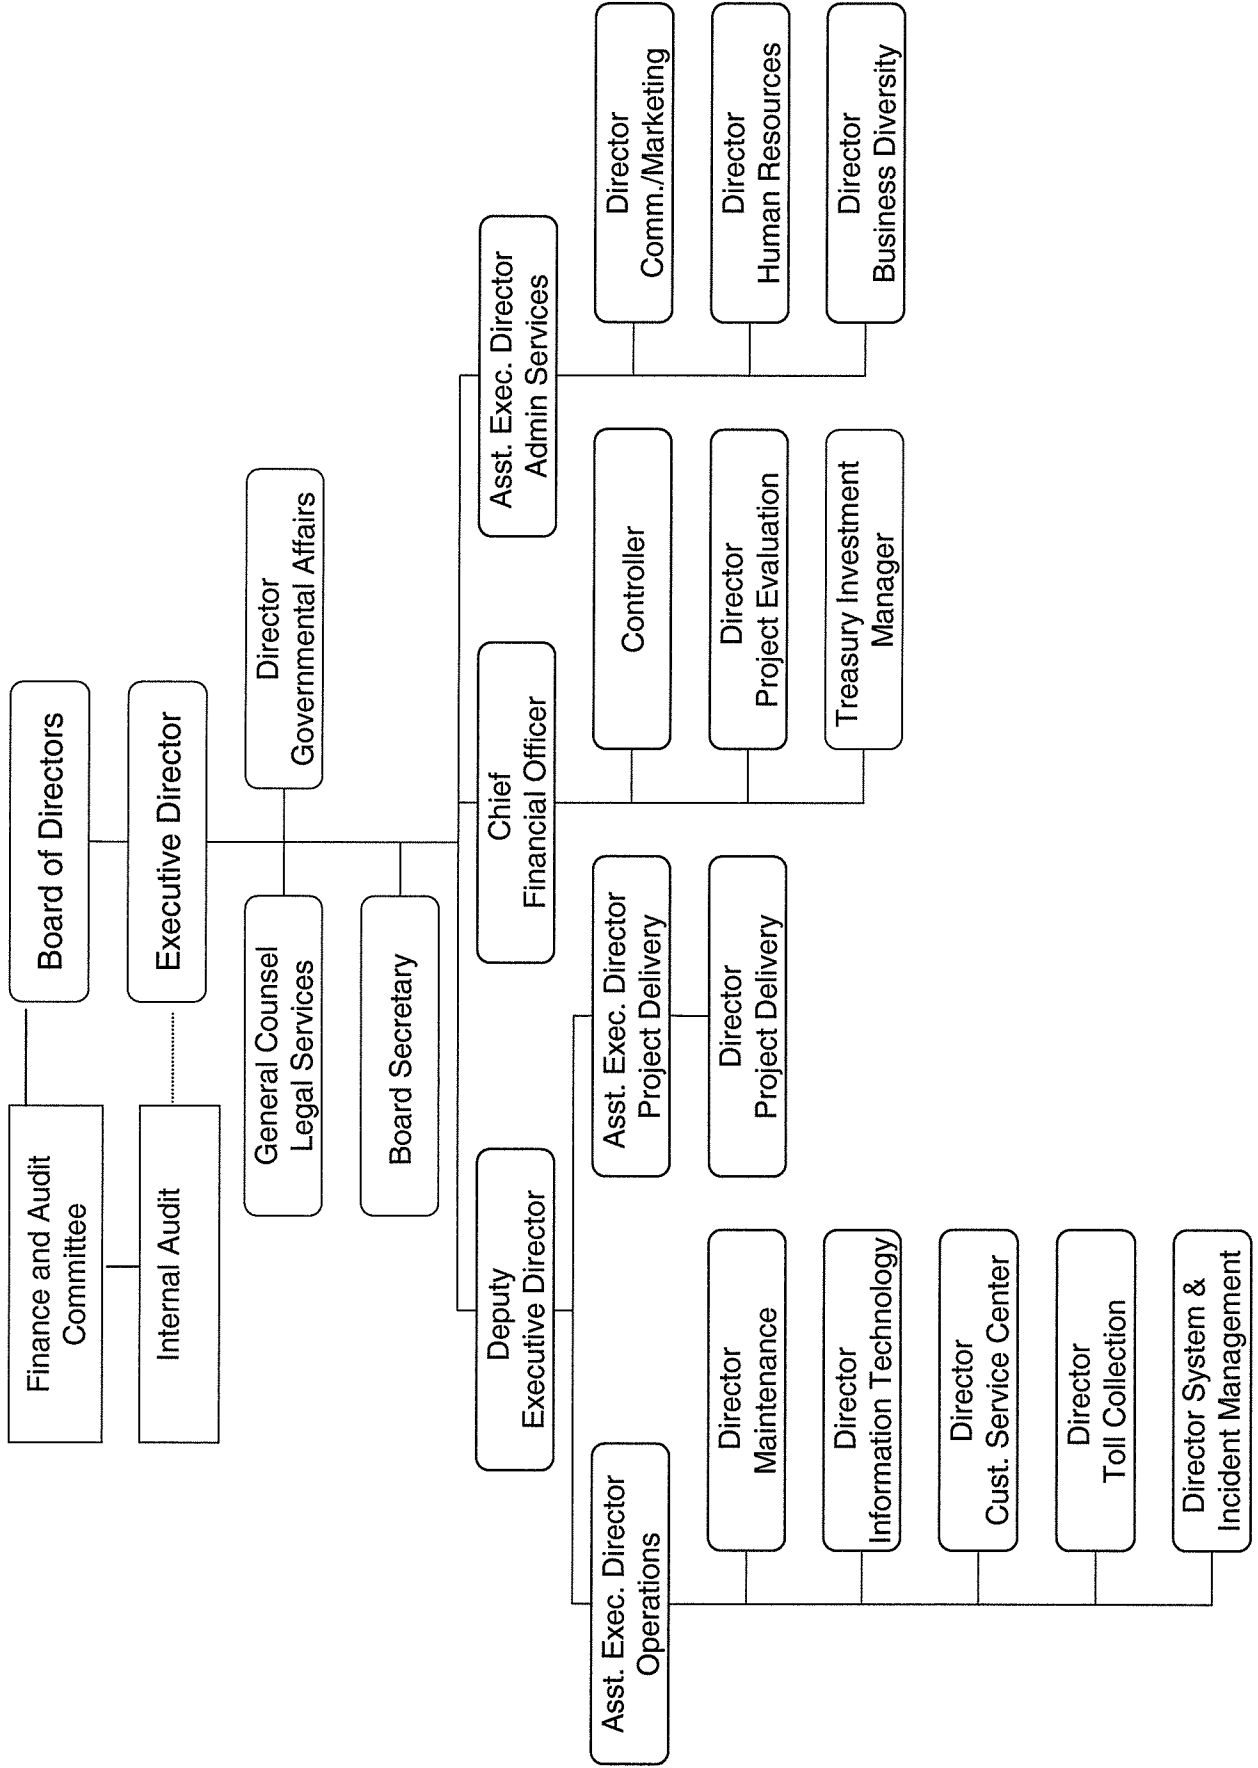 Board of Directors
Finance and Audit
Committee
Executive Director
Internal Audit
General Counsel
Legal Services
Director
Governmental Affairs
Board Secretary
Deputy
Executive Director
Chief
Financial Officer
Asst. Exec. Director
Admin Services
Asst. Exec. Director
Operations
Asst. Exec. Director
Project Delivery
Controller
Director
Comm./Marketing
Director
Maintenance
Director
Project Delivery
Director
Project Evaluation
Director
Human Resources
Director
Information Technology
Treasury Investment
Manager
Director
Business Diversity
Director
Cust. Service Center
Director
Toll Collection
Director System &
Incident Management